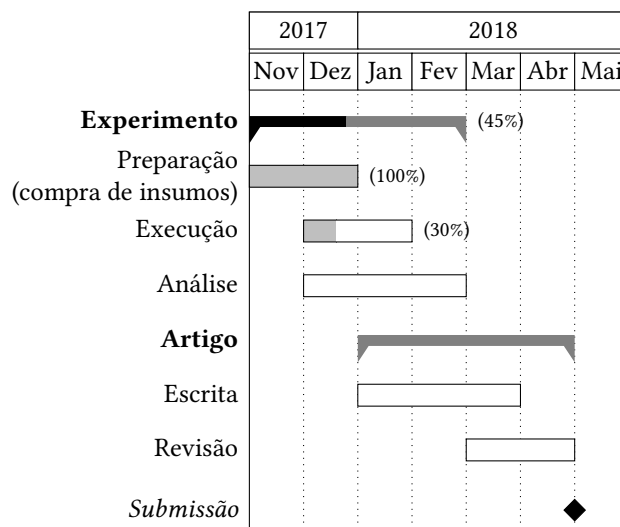 2017 2018
Nov Dez Jan Fev Mar Abr Mai
Experimento (45%)
Preparação
(compra de insumos) (100%)
Execução (30%)
Análise
Artigo
Escrita
Revisão
Submissão